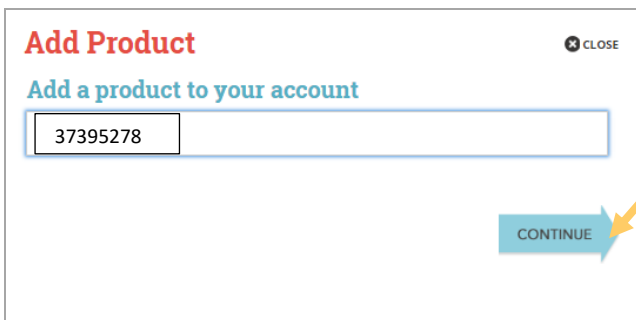 Add Product
CLOSE
Add a product to your account
37395278
CONTINUE